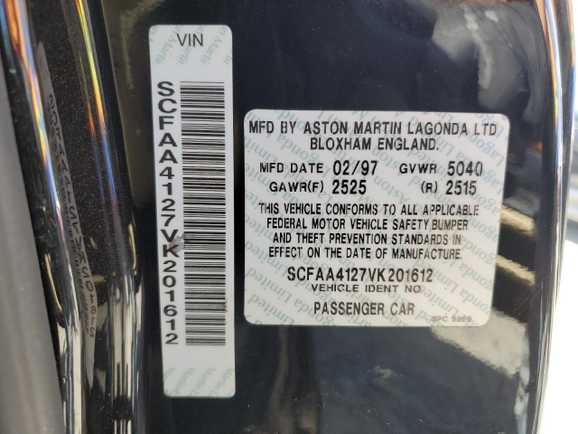 VIN
SCFAA4127VK201612
MFD BY ASTON MARTIN LAGONDA LTD
BLOXHAM ENGLAND.
MFD DATE 02/97 GVWR 5040
GAWR(F) 2525 (R) 2515
THIS VEHICLE CONFORMS TO ALL APPLICABLE
FEDERAL MOTOR VEHICLE SAFETY,BUMPER
AND THEFT PREVENTION STANDARDS IN
EFFECT ON THE DATE OF MANUFACTURE.
SCFAA4127VK201612
VEHICLE IDENT NO
PASSENGER CAR